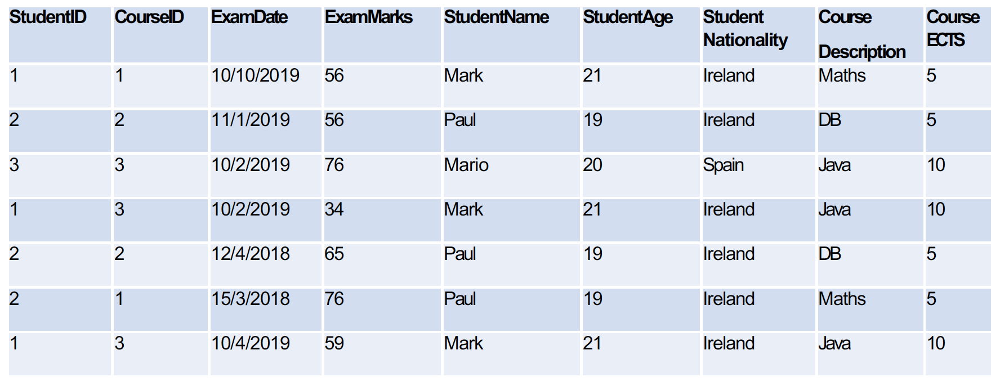 StudentID CourseID ExamDate ExamMarks StudentName StudentAge Student Nationality Course Description Course ECTS
1 1 10/10/2019 56 Mark 21 Ireland Maths 5
2 2 11/1/2019 56 Paul 19 Ireland DB 5
3 3 10/2/2019 76 Mario 20 Spain Java 10
1 3 10/2/2019 34 Mark 21 Ireland Java 10
2 2 12/4/2018 65 Paul 19 Ireland DB 5
2 1 15/3/2018 76 Paul 19 Ireland Maths 5
1 3 10/4/2019 59 Mark 21 Ireland Java 10